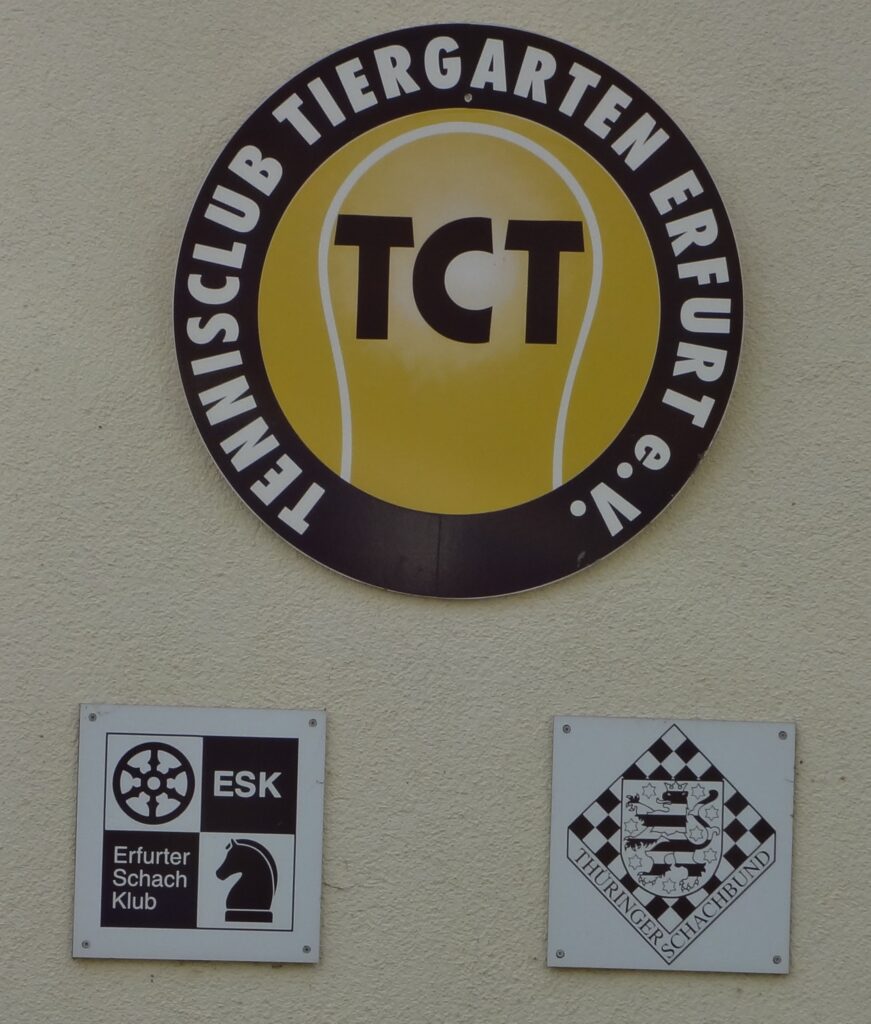 TENNISCLUB TIERGARTEN ERFURT e.V.
TCT
ESK
Erfurter
Schach
Klub
THÜRINGER SCHACHBUND